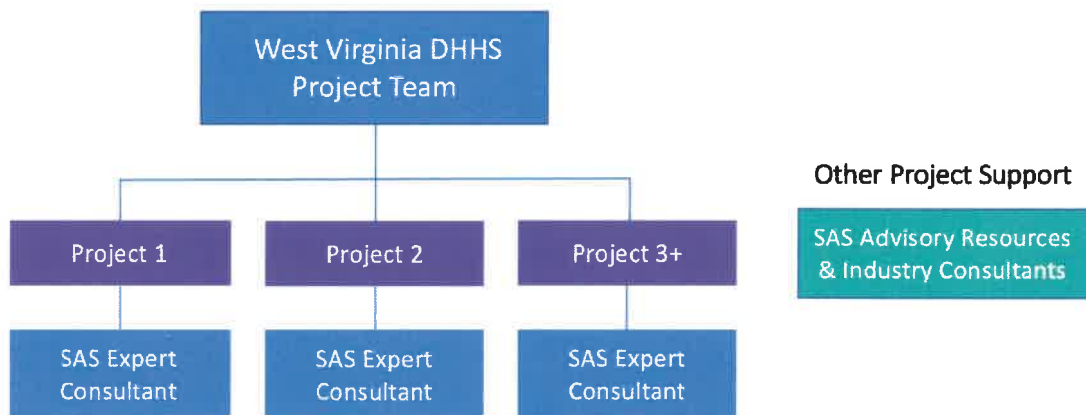 West Virginia DHHS
Project Team
Other Project Support
Project 1
Project 2
Project 3+
SAS Advisory Resources
& Industry Consultants
SAS Expert
Consultant
SAS Expert
Consultant
SAS Expert
Consultant